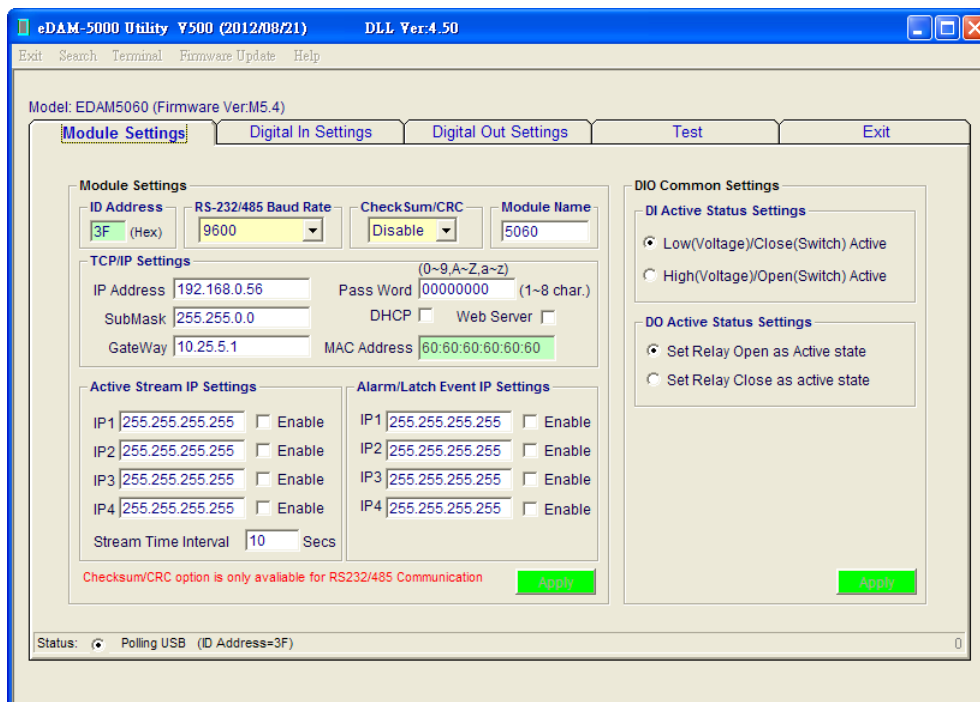 eDAM-5000 Utility V500 (2012/08/21) DLL Ver:4.50
Exit Search Terminal Firmware Update Help
Model: EDAM5060 (Firmware Ver:M5.4)
Module Settings Digital In Settings Digital Out Settings Test Exit
Module Settings
ID Address RS-232/485 Baud Rate CheckSum/CRC Module Name
3F (Hex) 9600 Disable 5060
TCP/IP Settings
(0~9,A~Z,a~z)
IP Address 192.168.0.56 Pass Word 00000000 (1~8 char.)
SubMask 255.255.0.0 DHCP Web Server
GateWay 10.25.5.1 MAC Address 60:60:60:60:60:60
Active Stream IP Settings
IP1 255.255.255.255 Enable
IP2 255.255.255.255 Enable
IP3 255.255.255.255 Enable
IP4 255.255.255.255 Enable
Stream Time Interval 10 Secs
Alarm/Latch Event IP Settings
IP1 255.255.255.255 Enable
IP2 255.255.255.255 Enable
IP3 255.255.255.255 Enable
IP4 255.255.255.255 Enable
Checksum/CRC option is only avaliable for RS232/485 Communication
Apply
DIO Common Settings
DI Active Status Settings
Low(Voltage)/Close(Switch) Active
High(Voltage)/Open(Switch) Active
DO Active Status Settings
Set Relay Open as Active state
Set Relay Close as active state
Apply
Status: Polling USB (ID Address=3F) 0